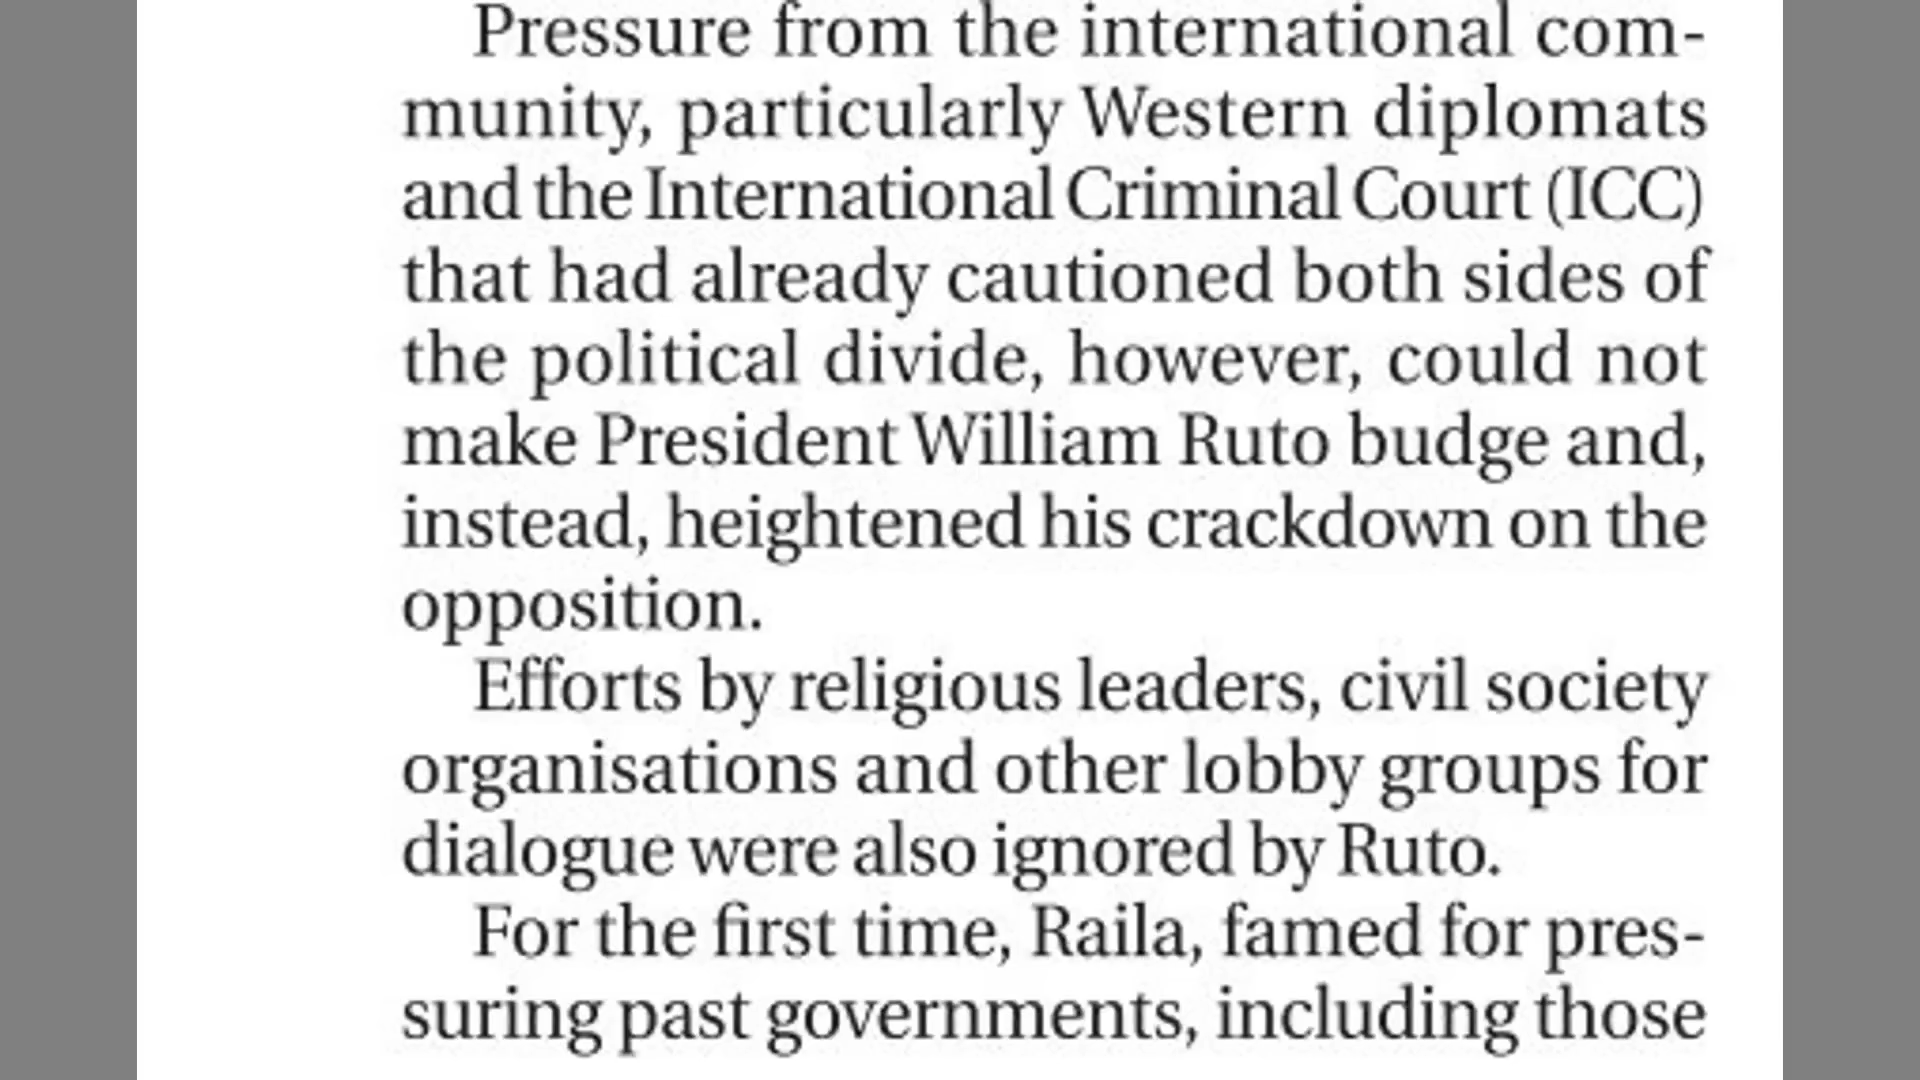 Pressure from the international com-
munity, particularly Western diplomats
and the International Criminal Court (ICC)
that had already cautioned both sides of
the political divide, however, could not
make President William Ruto budge and,
instead, heightened his crackdown on the
opposition.
Efforts by religious leaders, civil society
organisations and other lobby groups for
dialogue were also ignored by Ruto.
For the first time, Raila, famed for pres-
suring past governments, including those